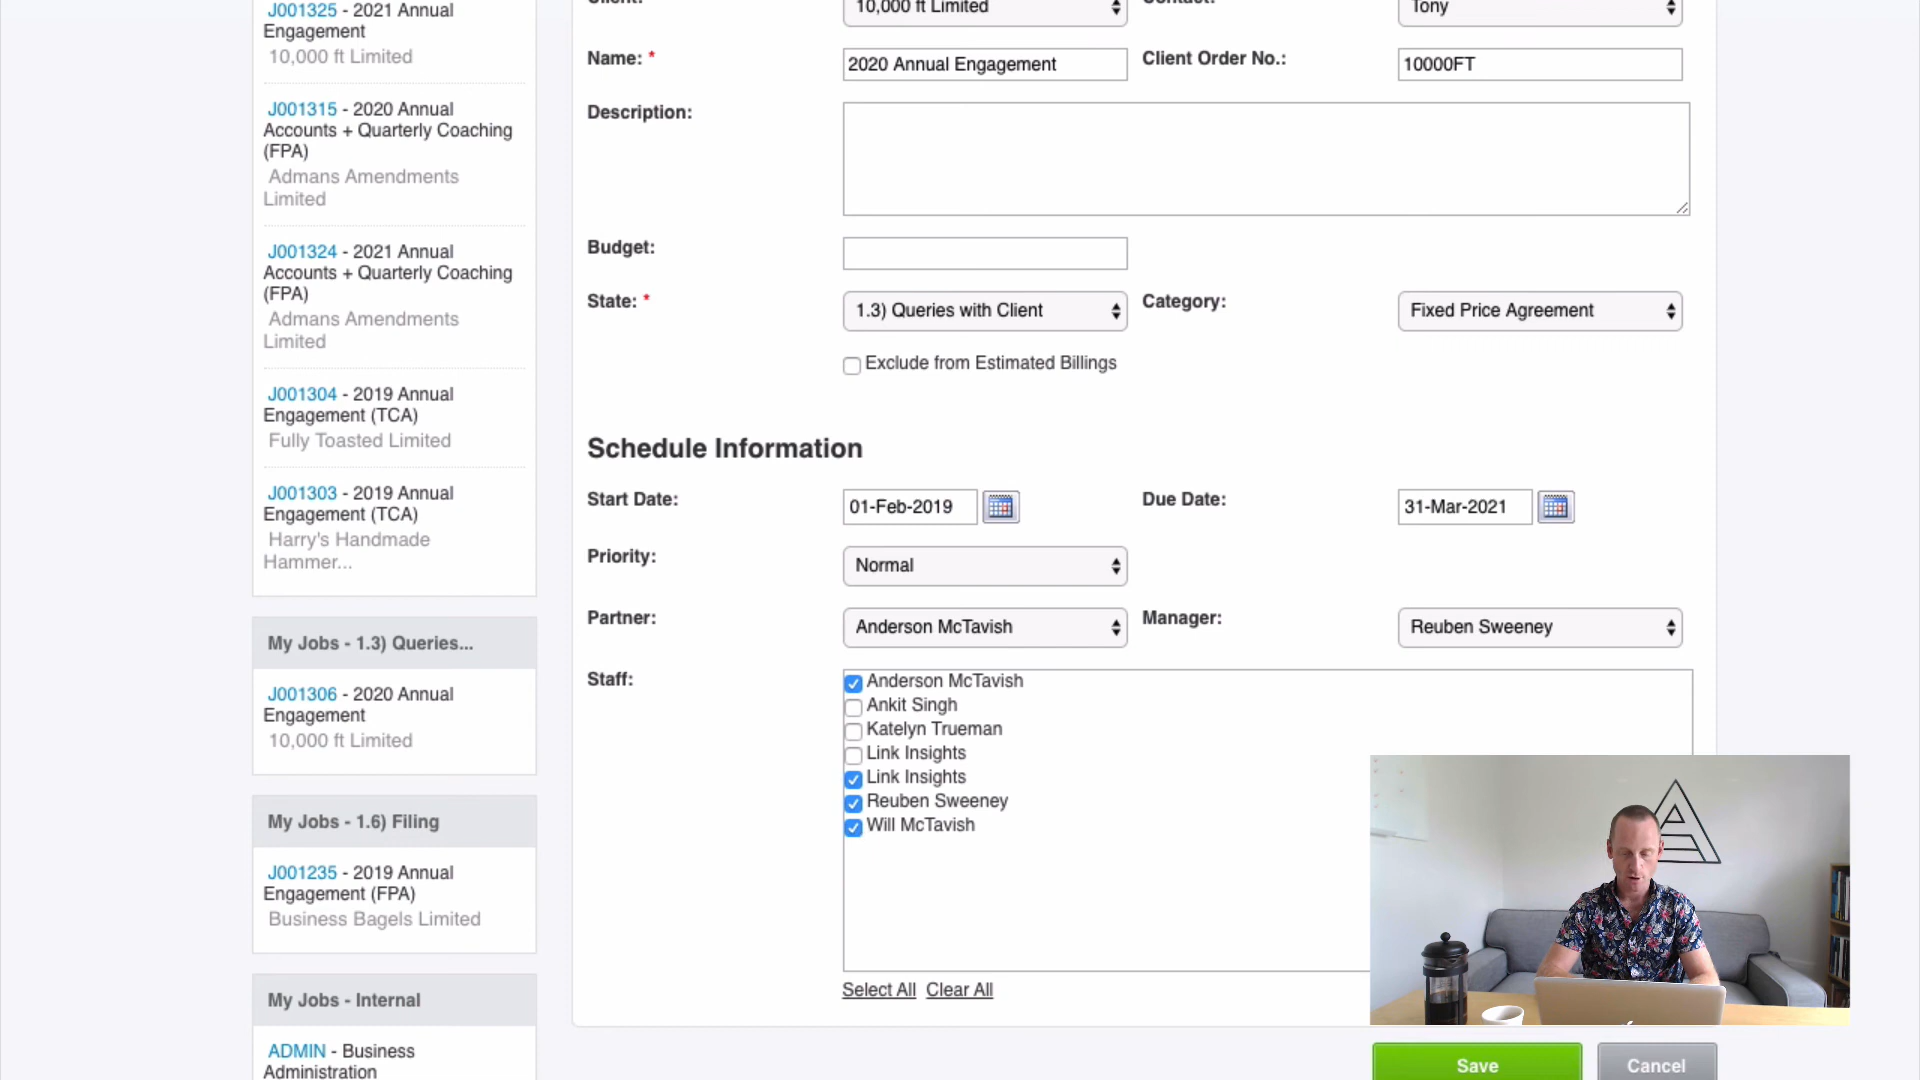 J001325 - 2021 Annual
Engagement
10,000 ft Limited
J001315 - 2020 Annual
Accounts + Quarterly Coaching
(FPA)
Admans Amendments
Limited
J001324 - 2021 Annual
Accounts + Quarterly Coaching
(FPA)
Admans Amendments
Limited
J001304 - 2019 Annual
Engagement (TCA)
Fully Toasted Limited
J001303 - 2019 Annual
Engagement (TCA)
Harry's Handmade
Hammer...
My Jobs - 1.3) Queries...
J001306 - 2020 Annual
Engagement
10,000 ft Limited
My Jobs - 1.6) Filing
J001235 - 2019 Annual
Engagement (FPA)
Business Bagels Limited
My Jobs - Internal
ADMIN - Business
Administration
Client: 10,000 ft Limited Contact: Tony
Name: * 2020 Annual Engagement Client Order No.: 10000FT
Description:
Budget:
State: * 1.3) Queries with Client Category: Fixed Price Agreement
Exclude from Estimated Billings
Schedule Information
Start Date: 01-Feb-2019 Due Date: 31-Mar-2021
Priority: Normal
Partner: Anderson McTavish Manager: Reuben Sweeney
Staff: Anderson McTavish
Ankit Singh
Katelyn Trueman
Link Insights
Link Insights
Reuben Sweeney
Will McTavish
Select All Clear All
Save Cancel